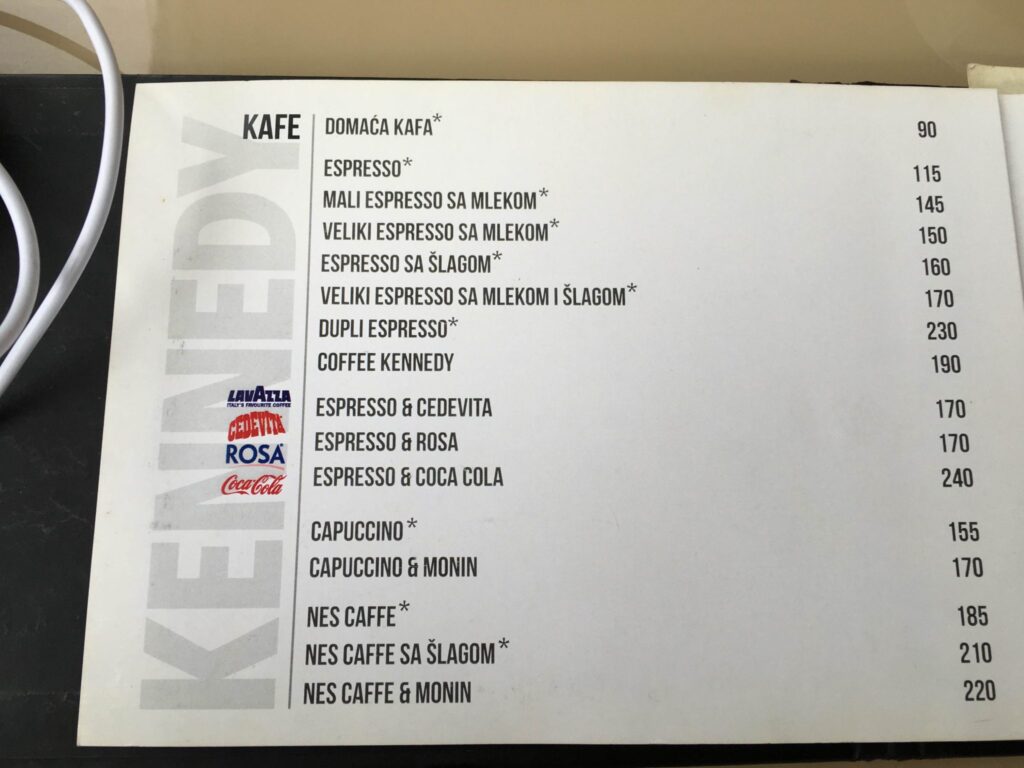 KENNEDY
KAFE
DOMAĆA KAFA* 90
ESPRESSO* 115
MALI ESPRESSO SA MLEKOM* 145
VELIKI ESPRESSO SA MLEKOM* 150
ESPRESSO SA ŠLAGOM* 160
VELIKI ESPRESSO SA MLEKOM I ŠLAGOM* 170
DUPLI ESPRESSO* 230
COFFEE KENNEDY 190
LAVAZZA
ITALY'S FAVOURITE COFFEE
CEDEVITA
ROSA
Coca-Cola
ESPRESSO & CEDEVITA 170
ESPRESSO & ROSA 170
ESPRESSO & COCA COLA 240
CAPUCCINO* 155
CAPUCCINO & MONIN 170
NES CAFFE* 185
NES CAFFE SA ŠLAGOM* 210
NES CAFFE & MONIN 220